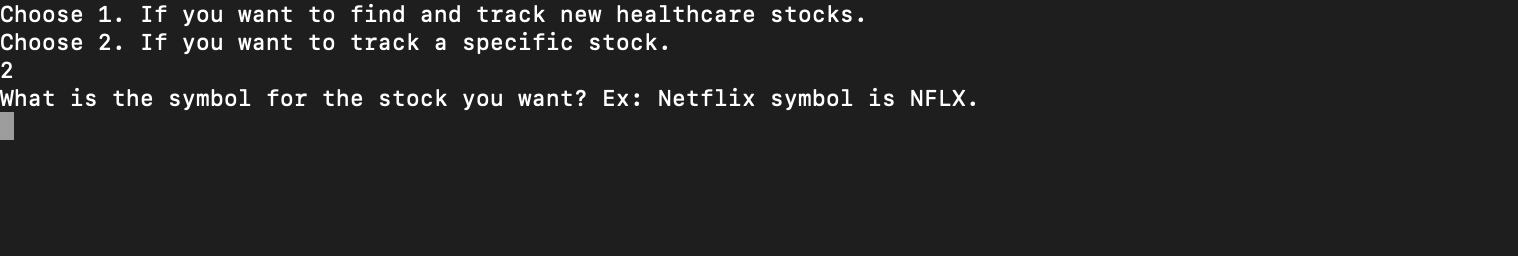 Choose 1. If you want to find and track new healthcare stocks.
Choose 2. If you want to track a specific stock.
2
What is the symbol for the stock you want? Ex: Netflix symbol is NFLX.